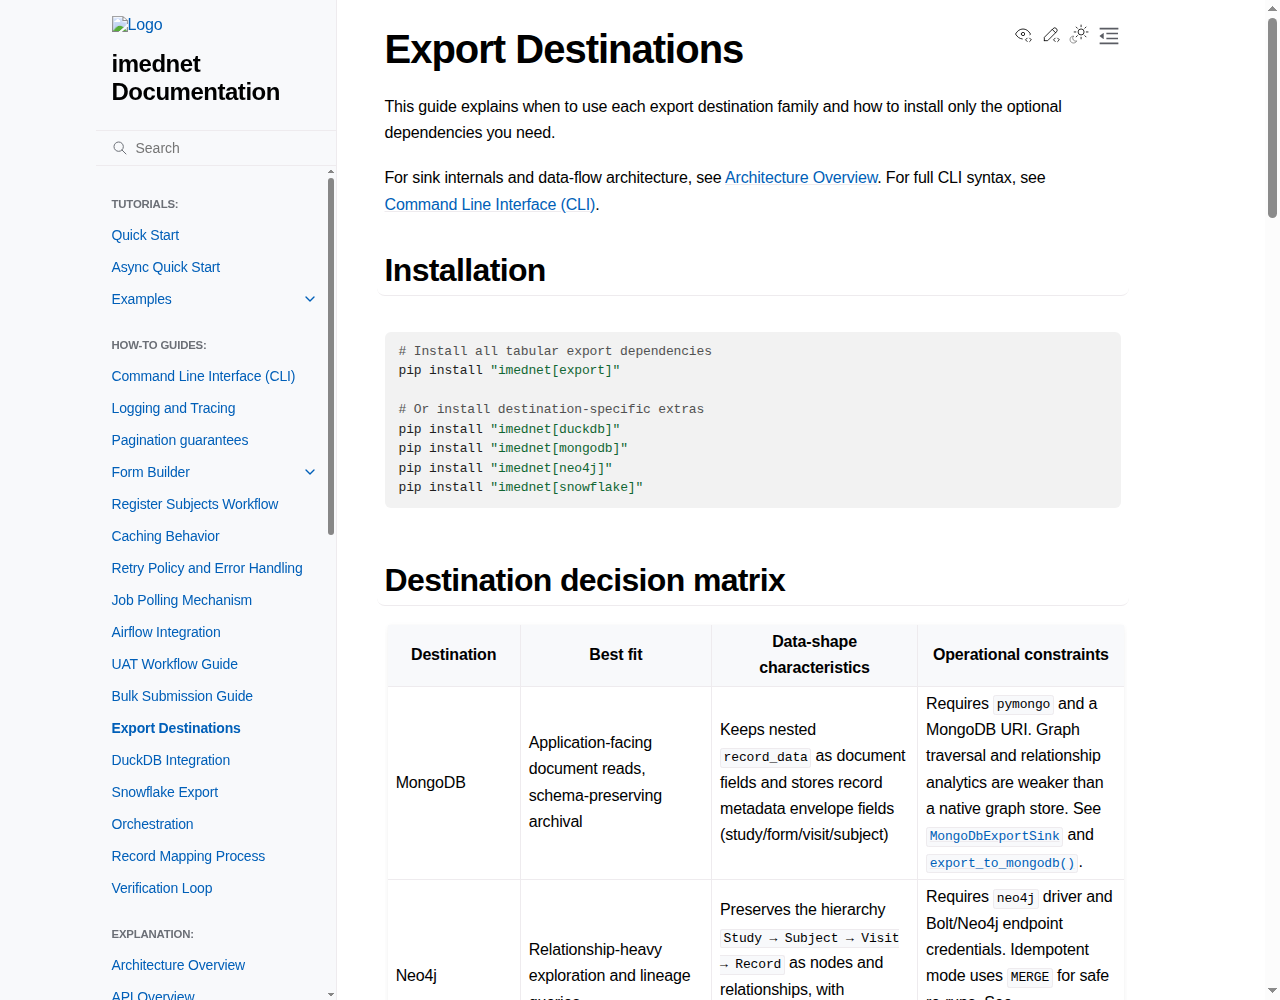 Logo
imednet
Documentation
Search
TUTORIALS:
Quick Start
Async Quick Start
Examples
HOW-TO GUIDES:
Command Line Interface (CLI)
Logging and Tracing
Pagination guarantees
Form Builder
Register Subjects Workflow
Caching Behavior
Retry Policy and Error Handling
Job Polling Mechanism
Airflow Integration
UAT Workflow Guide
Bulk Submission Guide
Export Destinations
DuckDB Integration
Snowflake Export
Orchestration
Record Mapping Process
Verification Loop
EXPLANATION:
Architecture Overview
API Overview
Export Destinations
This guide explains when to use each export destination family and how to install only the optional
dependencies you need.
For sink internals and data-flow architecture, see Architecture Overview. For full CLI syntax, see
Command Line Interface (CLI).
Installation
# Install all tabular export dependencies
pip install "imednet[export]"
# Or install destination-specific extras
pip install "imednet[duckdb]"
pip install "imednet[mongodb]"
pip install "imednet[neo4j]"
pip install "imednet[snowflake]"
Destination decision matrix
Destination
Best fit
Data-shape
characteristics
Operational constraints
MongoDB
Application-facing
document reads,
schema-preserving
archival
Keeps nested
record_data as document
fields and stores record
metadata envelope fields
(study/form/visit/subject)
Requires pymongo and a
MongoDB URI. Graph
traversal and relationship
analytics are weaker than
a native graph store. See
MongoDbExportSink and
export_to_mongodb().
Neo4j
Relationship-heavy
exploration and lineage
queries
Preserves the hierarchy
Study → Subject → Visit
→ Record as nodes and
relationships, with
Requires neo4j driver and
Bolt/Neo4j endpoint
credentials. Idempotent
mode uses MERGE for safe
re-runs. See